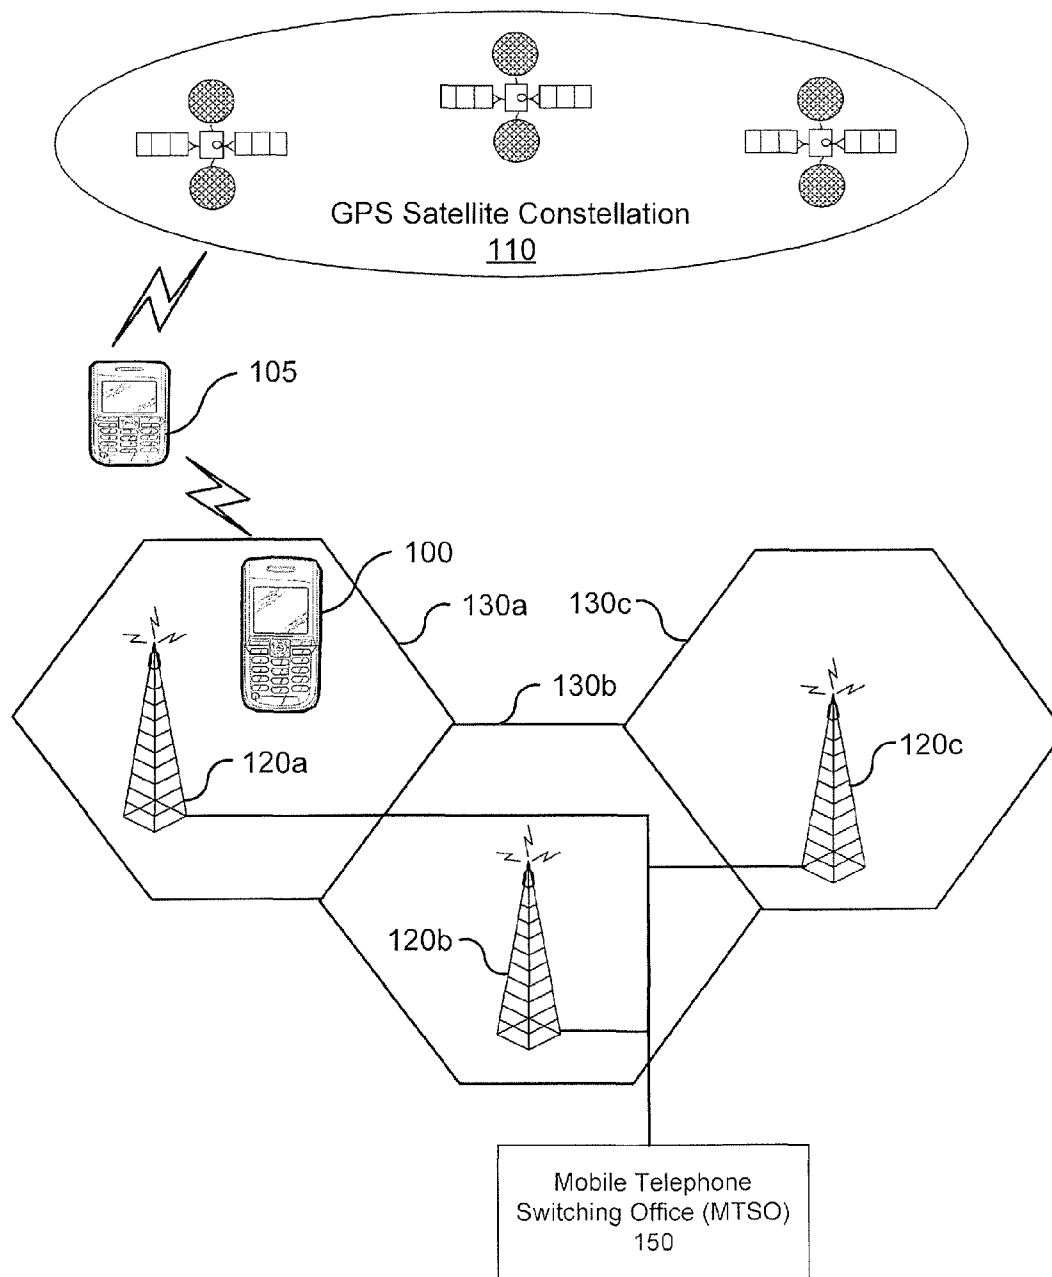 GPS Satellite Constellation
110
105
100
130a
130c
130b
120a
120c
120b
Mobile Telephone
Switching Office (MTSO)
150